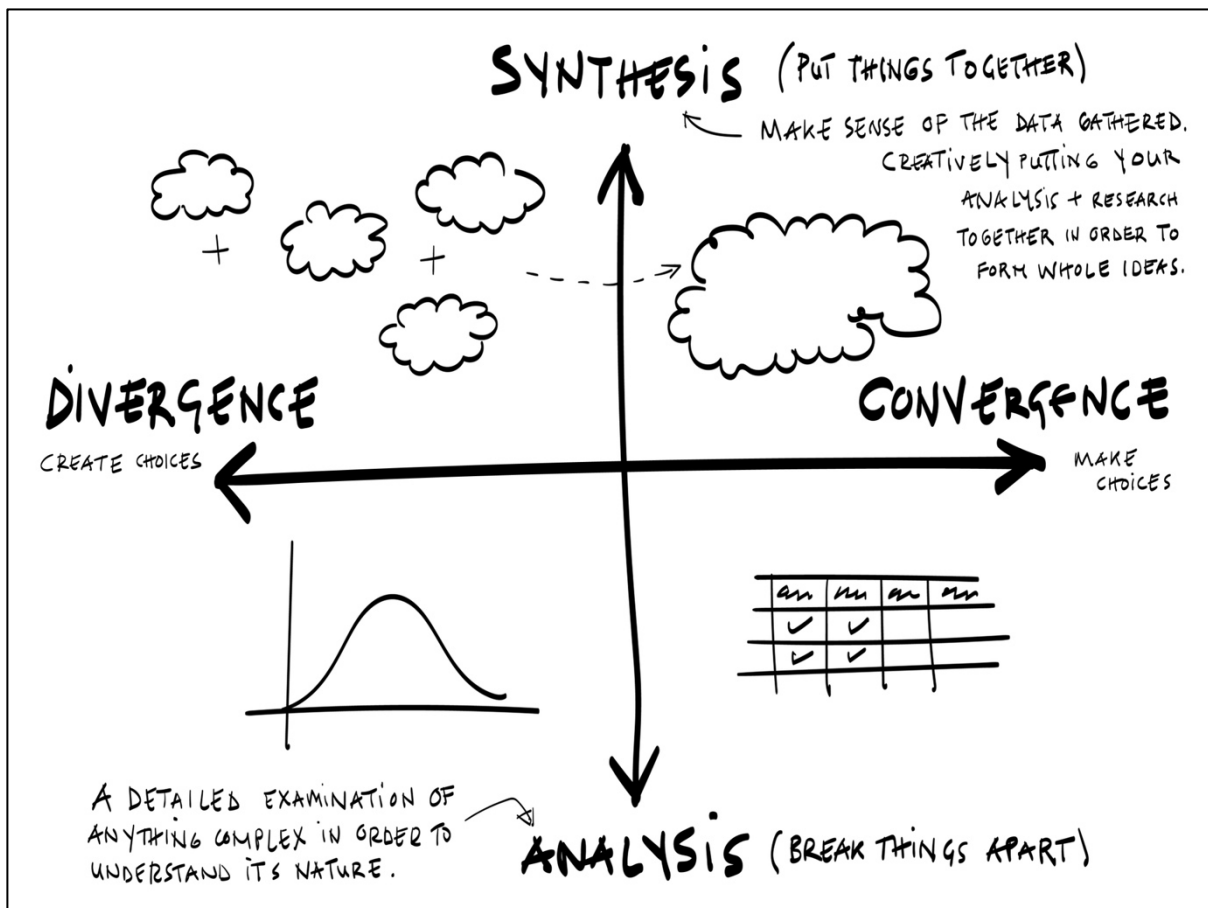 SYNTHESIS (PUT THINGS TOGETHER)
MAKE SENSE OF THE DATA GATHERED.
CREATIVELY PUTTING YOUR
ANALYSIS + RESEARCH
TOGETHER IN ORDER TO
FORM WHOLE IDEAS.
+
+
DIVERGENCE
CREATE CHOICES
CONVERGENCE
MAKE
CHOICES
A DETAILED EXAMINATION OF
ANYTHING COMPLEX IN ORDER TO
UNDERSTAND ITS NATURE.
ANALYSIS (BREAK THINGS APART)